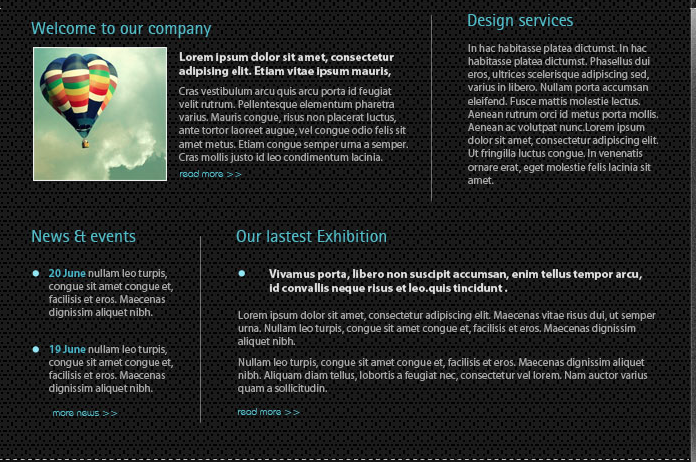 Welcome to our company
Lorem ipsum dolor sit amet, consectetur
adipising elit. Etiam vitae ipsum mauris,
Cras vestibulum arcu quis arcu porta id feugiat
velit rutrum. Pellentesque elementum pharetra
varius. Mauris congue, risus non placerat luctus,
ante tortor laoreet augue, vel congue odio felis sit
amet metus. Etiam congue semper urna a semper.
Cras mollis justo id leo condimentum lacinia.
read more >>
Design services
In hac habitasse platea dictumst. In hac
habitasse platea dictumst. Phasellus dui
eros, ultrices scelerisque adipiscing sed,
varius in libero. Nullam porta accumsan
eleifend. Fusce mattis molestie lectus.
Aenean rutrum orci id metus porta mollis.
Aenean ac volutpat nunc.Lorem ipsum
dolor sit amet, consectetur adipiscing elit.
Ut fringilla luctus congue. In venenatis
ornare erat, eget molestie felis lacinia sit
amet.
News & events
20 June nullam leo turpis,
congue sit amet congue et,
facilisis et eros. Maecenas
dignissim aliquet nibh.
19 June nullam leo turpis,
congue sit amet congue et,
facilisis et eros. Maecenas
dignissim aliquet nibh.
more news >>
Our lastest Exhibition
Vivamus porta, libero non suscipit accumsan, enim tellus tempor arcu,
id convallis neque risus et leo.quis tincidunt .
Lorem ipsum dolor sit amet, consectetur adipiscing elit. Maecenas vitae risus dui, ut semper
urna. Nullam leo turpis, congue sit amet congue et, facilisis et eros. Maecenas dignissim
aliquet nibh.
Nullam leo turpis, congue sit amet congue et, facilisis et eros. Maecenas dignissim aliquet
nibh. Aliquam diam tellus, lobortis a feugiat nec, consectetur vel lorem. Nam auctor varius
quam a sollicitudin.
read more >>